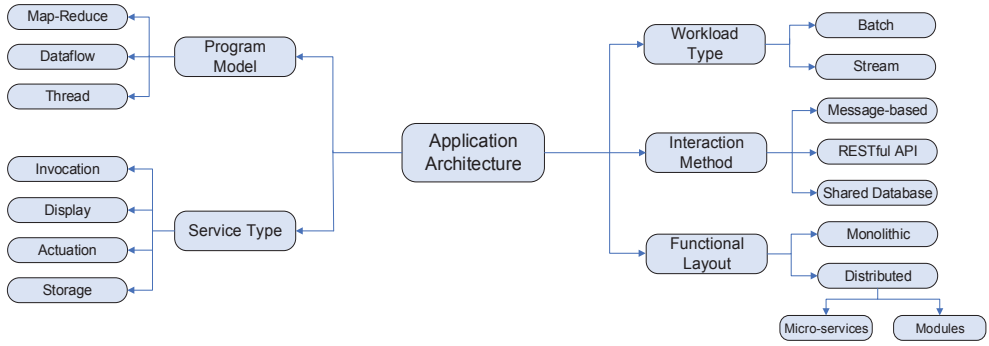 Map-Reduce
Dataflow
Thread
Program
Model
Invocation
Display
Actuation
Storage
Service Type
Application
Architecture
Workload
Type
Batch
Stream
Interaction
Method
Message-based
RESTful API
Shared Database
Functional
Layout
Monolithic
Distributed
Micro-services
Modules